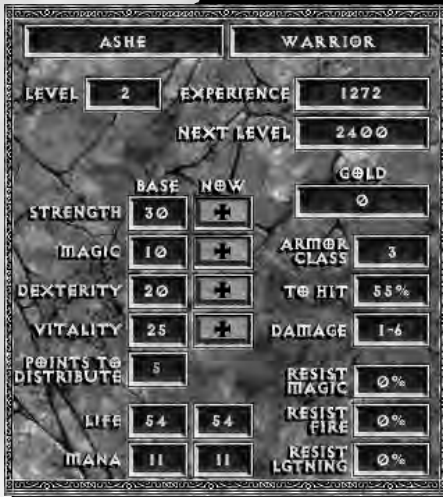 ASHE WARRIOR
LEVEL 2 EXPERIENCE 1272
NEXT LEVEL 2400
GOLD
BASE NOW
0
STRENGTH 30
MAGIC 10 ARMOR CLASS 3
DEXTERITY 20 TO HIT 55%
VITALITY 25 DAMAGE 1-6
POINTS TO DISTRIBUTE 5
RESIST MAGIC 0%
LIFE 54 54 RESIST FIRE 0%
MANA 11 11 RESIST LGTNING 0%